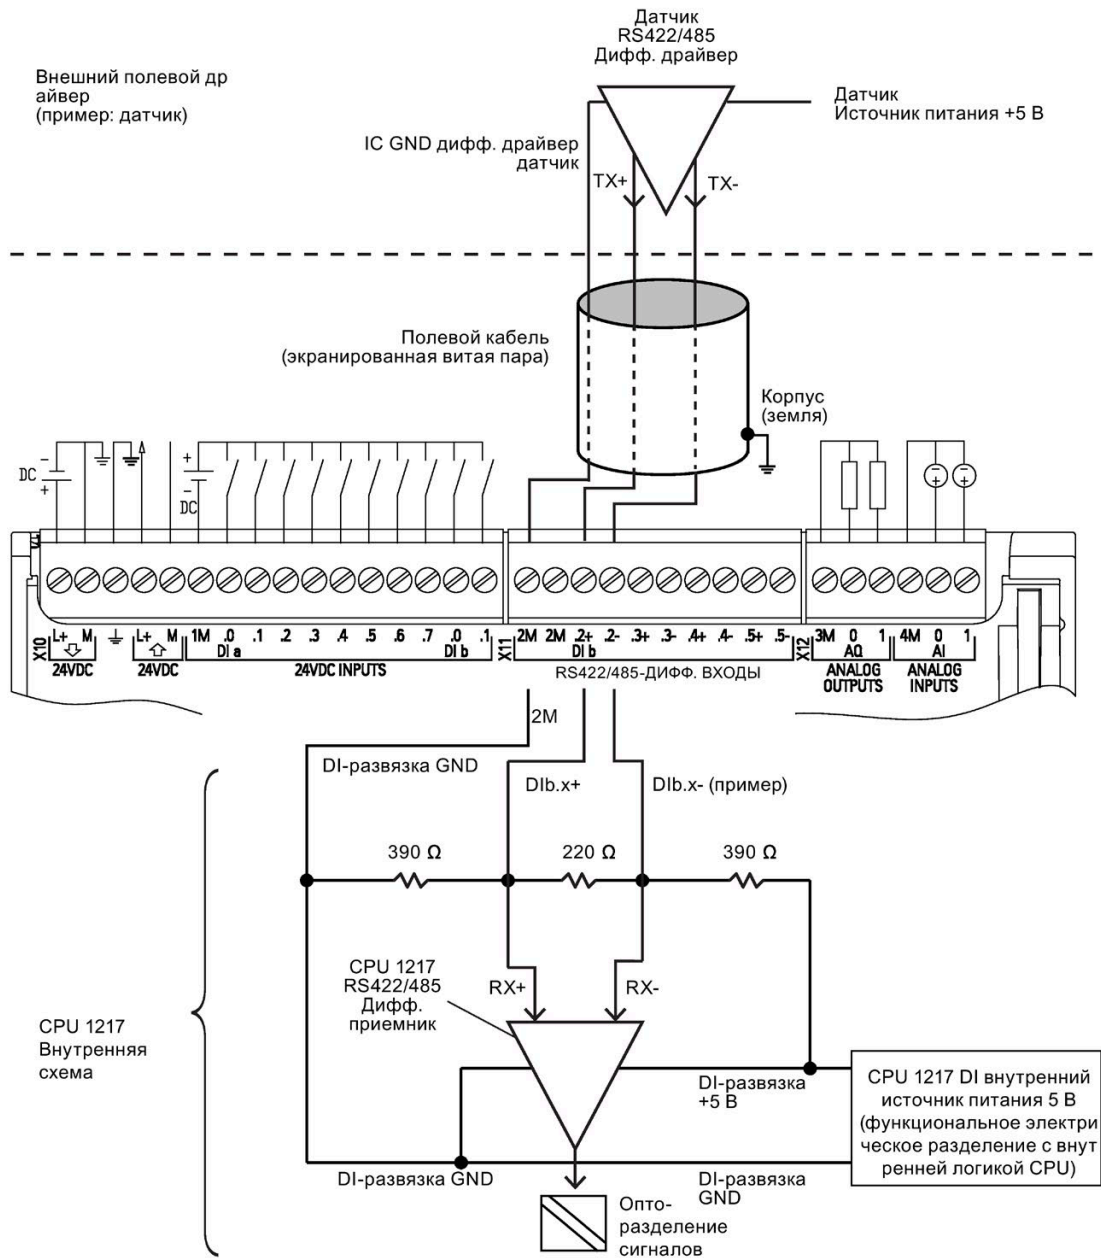 Датчик
RS422/485
Дифф. драйвер
Внешний полевой др
айвер
(пример: датчик)
Датчик
Источник питания +5 В
IC GND дифф. драйвер
датчик
TX+
TX-
Полевой кабель
(экранированная витая пара)
Корпус
(земля)
DC
DC
X10
L+ M
24VDC
L+ M
24VDC
1M .0 .1 .2 .3 .4 .5 .6 .7 .0 .1
DI a
DI b
24VDC INPUTS
X11
2M 2M .2+ .2- .3+ .3- .4+ .4- .5+ .5-
DI b
RS422/485-ДИФФ. ВХОДЫ
X12
3M 0 1
AQ
ANALOG
OUTPUTS
4M 0 1
AI
ANALOG
INPUTS
2M
DI-развязка GND
DIb.x+
DIb.x- (пример)
390 Ω
220 Ω
390 Ω
CPU 1217
RS422/485
Дифф.
приемник
RX+
RX-
CPU 1217
Внутренняя
схема
DI-развязка
+5 В
CPU 1217 DI внутренний
источник питания 5 В
(функциональное электри
ческое разделение с внут
ренней логикой CPU)
DI-развязка GND
DI-развязка
GND
Опто-
разделение
сигналов